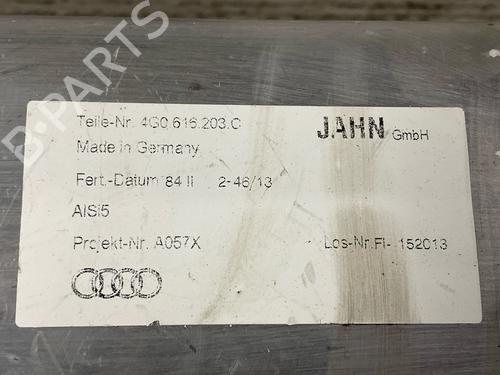 Teile-Nr. 4G0.616.203.C
JAHN GmbH
Made in Germany
Fert.-Datum 84 II 2-46/13
AlSi5
Projekt-Nr. A057X
Los-Nr.FI- 152013
B-PARTS